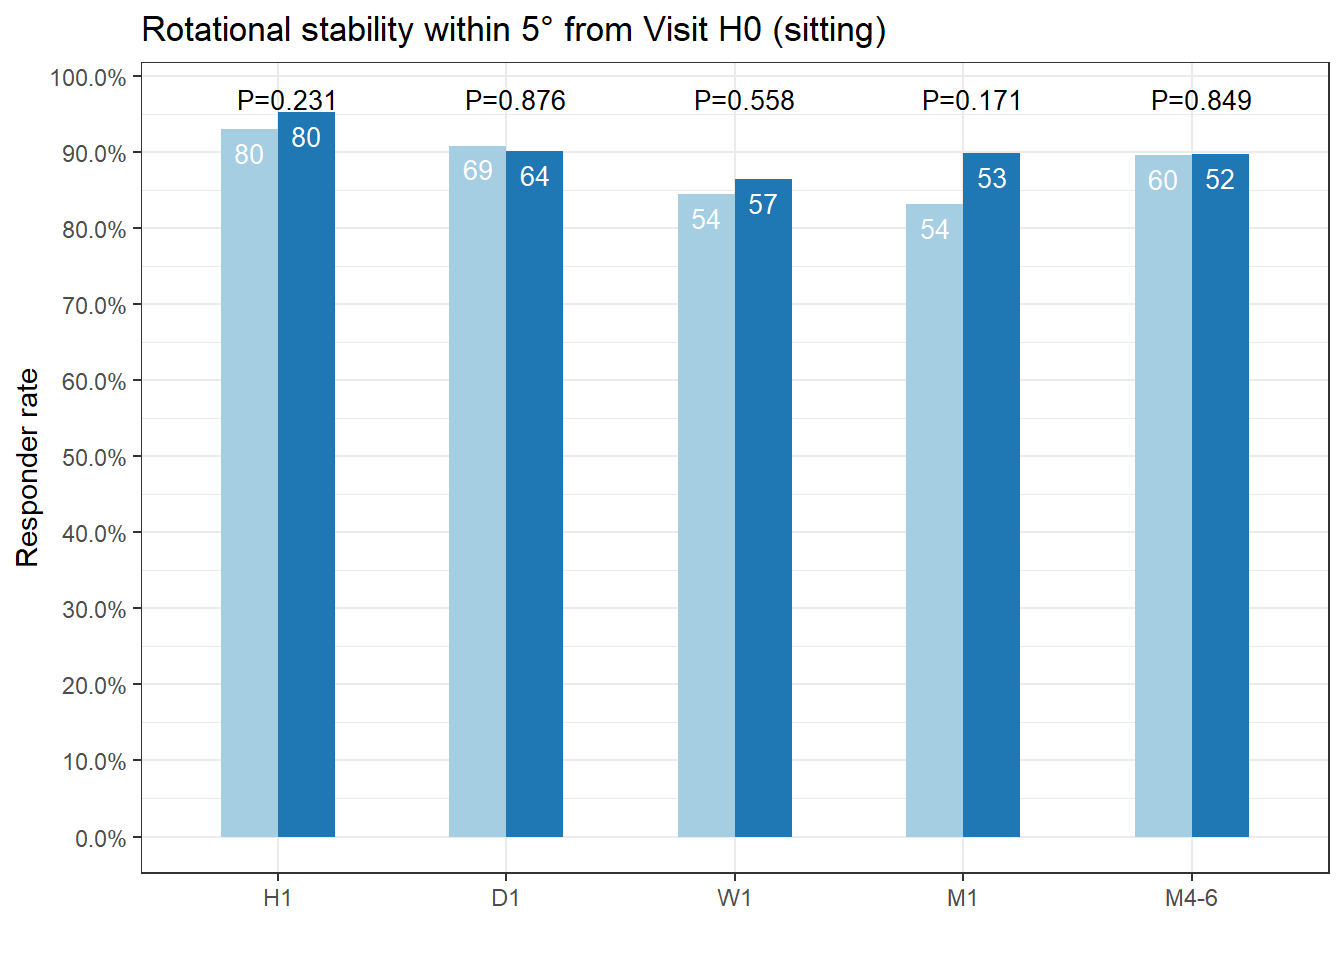 Rotational stability within 5° from Visit H0 (sitting)
Responder rate
100.0%
90.0%
80.0%
70.0%
60.0%
50.0%
40.0%
30.0%
20.0%
10.0%
0.0%
P=0.231
P=0.876
P=0.558
P=0.171
P=0.849
80
80
69
64
54
57
54
53
60
52
H1
D1
W1
M1
M4-6